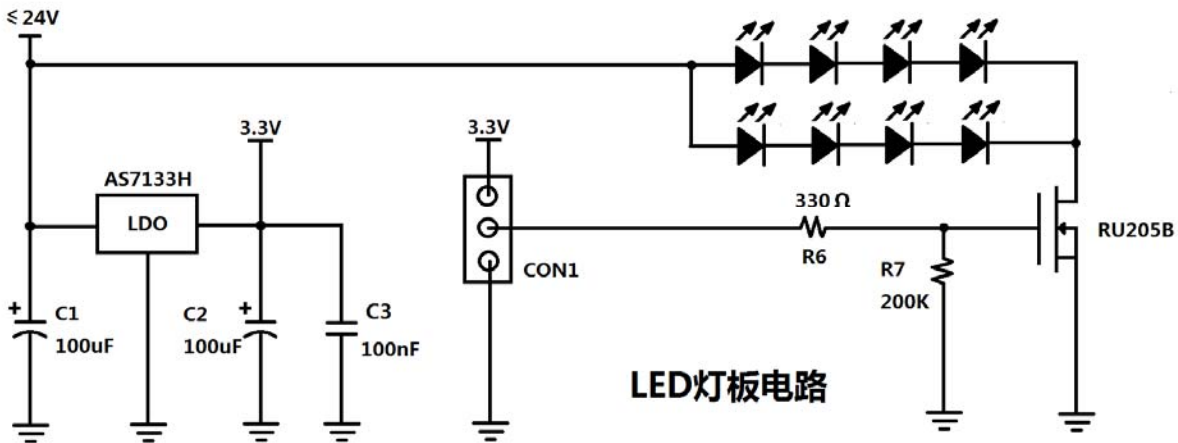 ≤ 24V
3.3V
3.3V
AS7133H
LDO
330 Ω
R6
RU205B
CON1
R7
200K
+ C1
100uF
C2 +
100uF
C3
100nF
LED灯板电路